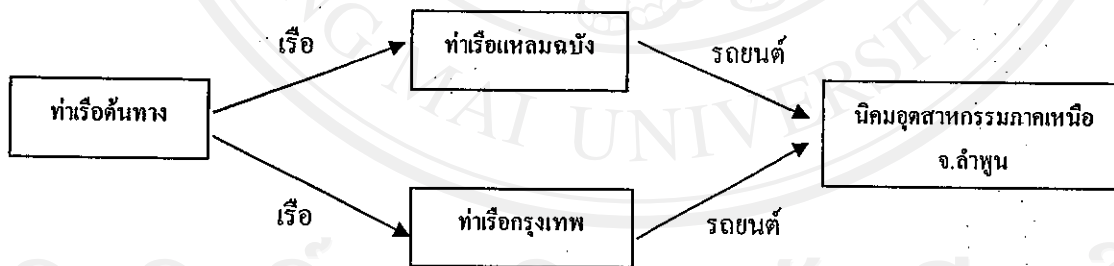 เรือ
ท่าเรือแหลมฉบัง
รถยนต์
ท่าเรือต้นทาง
นิคมอุตสาหกรรมภาคเหนือ
จ.ลำพูน
เรือ
ท่าเรือกรุงเทพ
รถยนต์
MAI UNIVERSIT